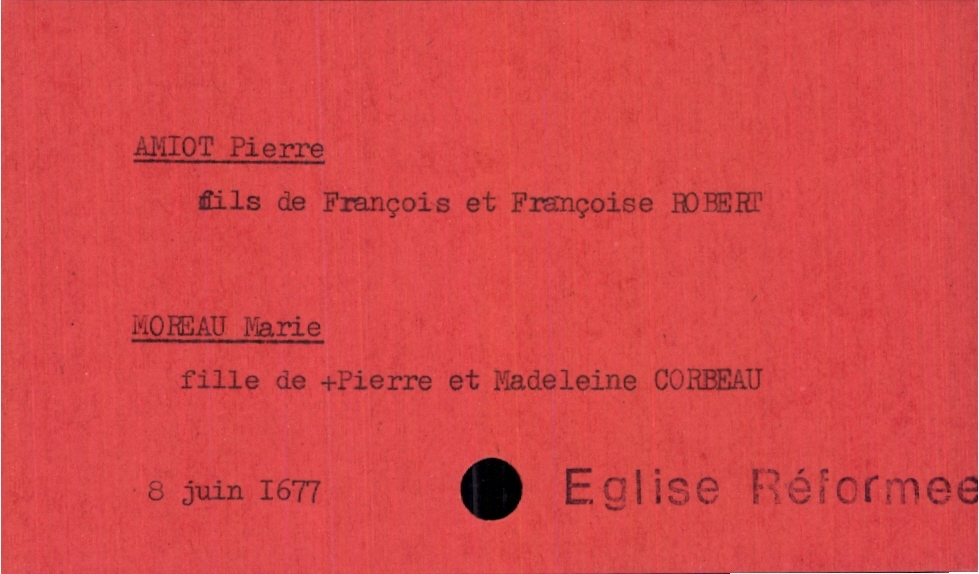 AMIOT Pierre
fils de François et Françoise ROBERT
MOREAU Marie
fille de +Pierre et Madeleine CORBEAU
8 juin I677
Eglise Réformee